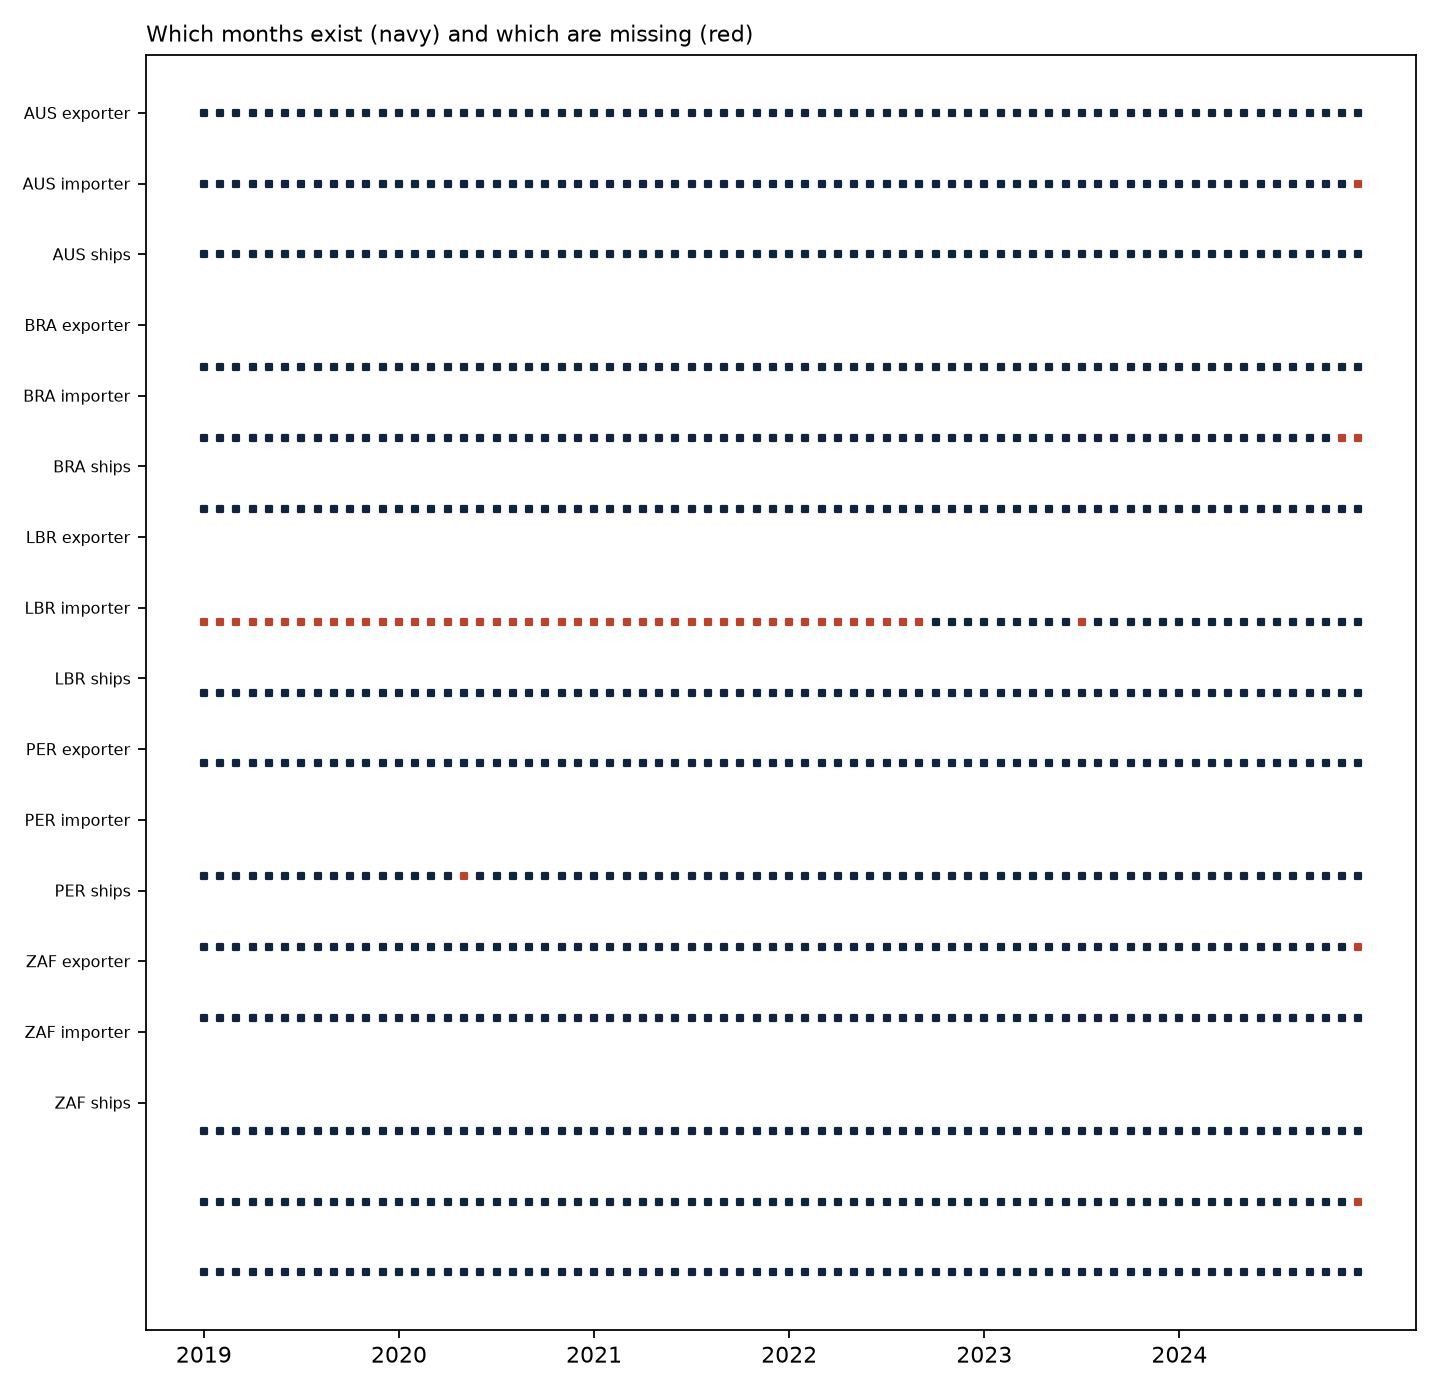 Which months exist (navy) and which are missing (red)
AUS exporter
AUS importer
AUS ships
BRA exporter
BRA importer
BRA ships
LBR exporter
LBR importer
LBR ships
PER exporter
PER importer
PER ships
ZAF exporter
ZAF importer
ZAF ships
2019 2020 2021 2022 2023 2024